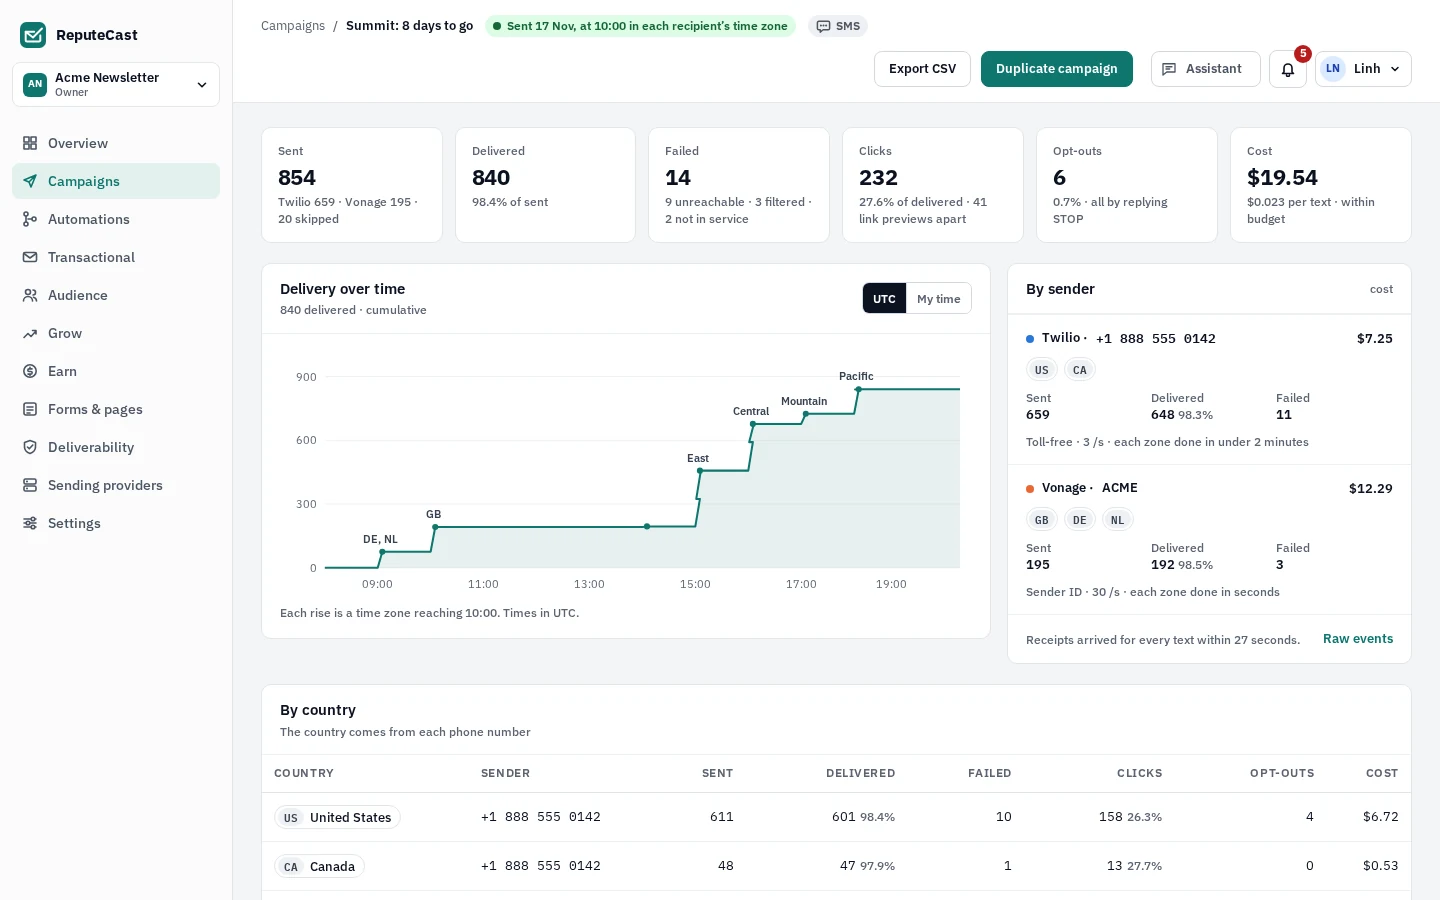 ReputeCast
AN
Acme Newsletter
Owner
Overview
Campaigns
Automations
Transactional
Audience
Grow
Earn
Forms & pages
Deliverability
Sending providers
Settings
Campaigns / Summit: 8 days to go
Sent 17 Nov, at 10:00 in each recipient's time zone
SMS
Export CSV
Duplicate campaign
Assistant
5
LN
Linh
Sent
854
Twilio 659 · Vonage 195 ·
20 skipped
Delivered
840
98.4% of sent
Failed
14
9 unreachable · 3 filtered ·
2 not in service
Clicks
232
27.6% of delivered · 41
link previews apart
Opt-outs
6
0.7% · all by replying
STOP
Cost
$19.54
$0.023 per text · within
budget
Delivery over time
840 delivered · cumulative
UTC
My time
900
600
300
0
DE, NL
GB
East
Central
Mountain
Pacific
09:00
11:00
13:00
15:00
17:00
19:00
Each rise is a time zone reaching 10:00. Times in UTC.
By sender
cost
Twilio · +1 888 555 0142
$7.25
US
CA
Sent
659
Delivered
648 98.3%
Failed
11
Toll-free · 3 /s · each zone done in under 2 minutes
Vonage · ACME
$12.29
GB
DE
NL
Sent
195
Delivered
192 98.5%
Failed
3
Sender ID · 30 /s · each zone done in seconds
Receipts arrived for every text within 27 seconds.
Raw events
By country
The country comes from each phone number
COUNTRY SENDER SENT DELIVERED FAILED CLICKS OPT-OUTS COST
US United States +1 888 555 0142 611 601 98.4% 10 158 26.3% 4 $6.72
CA Canada +1 888 555 0142 48 47 97.9% 1 13 27.7% 0 $0.53